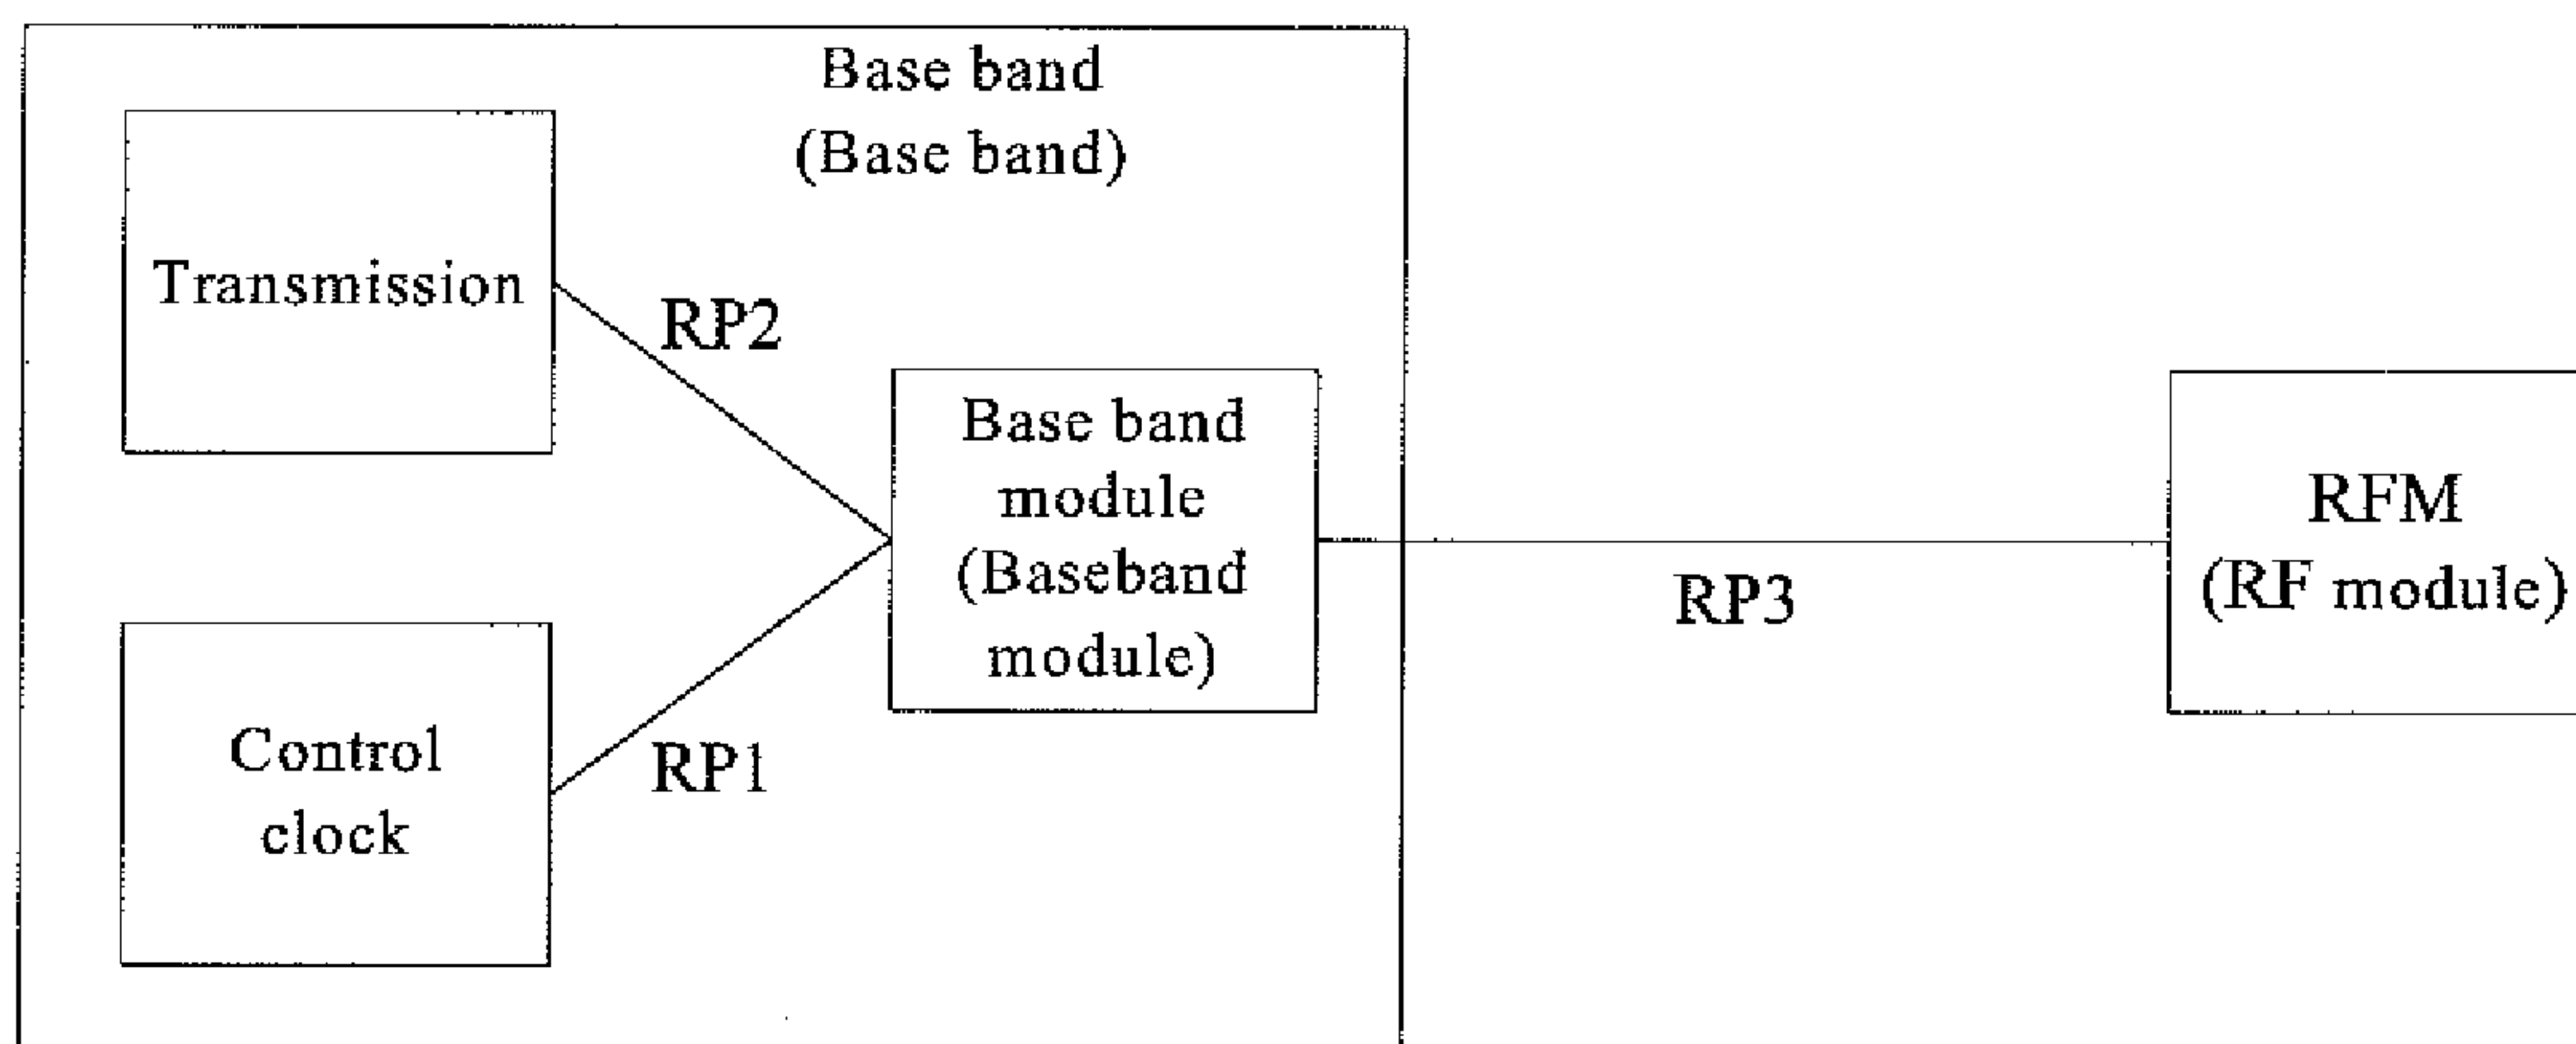 Base band
(Base band)
Transmission
RP2
Base band
module
(Baseband
module)
RFM
(RF module)
RP3
Control
clock
RP1